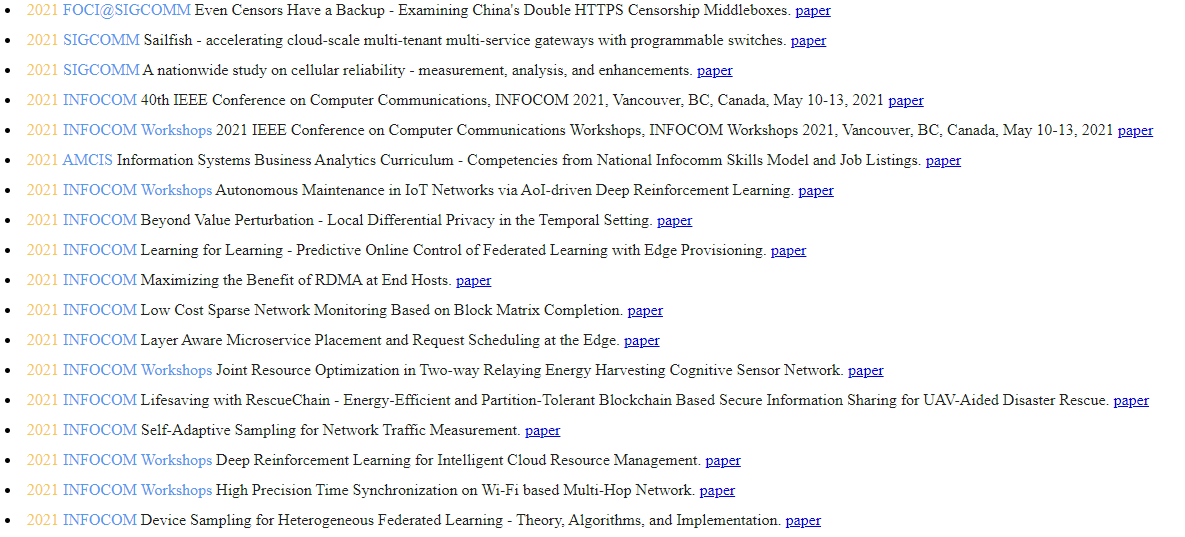 2021 FOCI@SIGCOMM Even Censors Have a Backup - Examining China's Double HTTPS Censorship Middleboxes. paper
2021 SIGCOMM Sailfish - accelerating cloud-scale multi-tenant multi-service gateways with programmable switches. paper
2021 SIGCOMM A nationwide study on cellular reliability - measurement, analysis, and enhancements. paper
2021 INFOCOM 40th IEEE Conference on Computer Communications, INFOCOM 2021, Vancouver, BC, Canada, May 10-13, 2021 paper
2021 INFOCOM Workshops 2021 IEEE Conference on Computer Communications Workshops, INFOCOM Workshops 2021, Vancouver, BC, Canada, May 10-13, 2021 paper
2021 AMCIS Information Systems Business Analytics Curriculum - Competencies from National Infocomm Skills Model and Job Listings. paper
2021 INFOCOM Workshops Autonomous Maintenance in IoT Networks via AoI-driven Deep Reinforcement Learning. paper
2021 INFOCOM Beyond Value Perturbation - Local Differential Privacy in the Temporal Setting. paper
2021 INFOCOM Learning for Learning - Predictive Online Control of Federated Learning with Edge Provisioning. paper
2021 INFOCOM Maximizing the Benefit of RDMA at End Hosts. paper
2021 INFOCOM Low Cost Sparse Network Monitoring Based on Block Matrix Completion. paper
2021 INFOCOM Layer Aware Microservice Placement and Request Scheduling at the Edge. paper
2021 INFOCOM Workshops Joint Resource Optimization in Two-way Relaying Energy Harvesting Cognitive Sensor Network. paper
2021 INFOCOM Lifesaving with RescueChain - Energy-Efficient and Partition-Tolerant Blockchain Based Secure Information Sharing for UAV-Aided Disaster Rescue. paper
2021 INFOCOM Self-Adaptive Sampling for Network Traffic Measurement. paper
2021 INFOCOM Workshops Deep Reinforcement Learning for Intelligent Cloud Resource Management. paper
2021 INFOCOM Workshops High Precision Time Synchronization on Wi-Fi based Multi-Hop Network. paper
2021 INFOCOM Device Sampling for Heterogeneous Federated Learning - Theory, Algorithms, and Implementation. paper